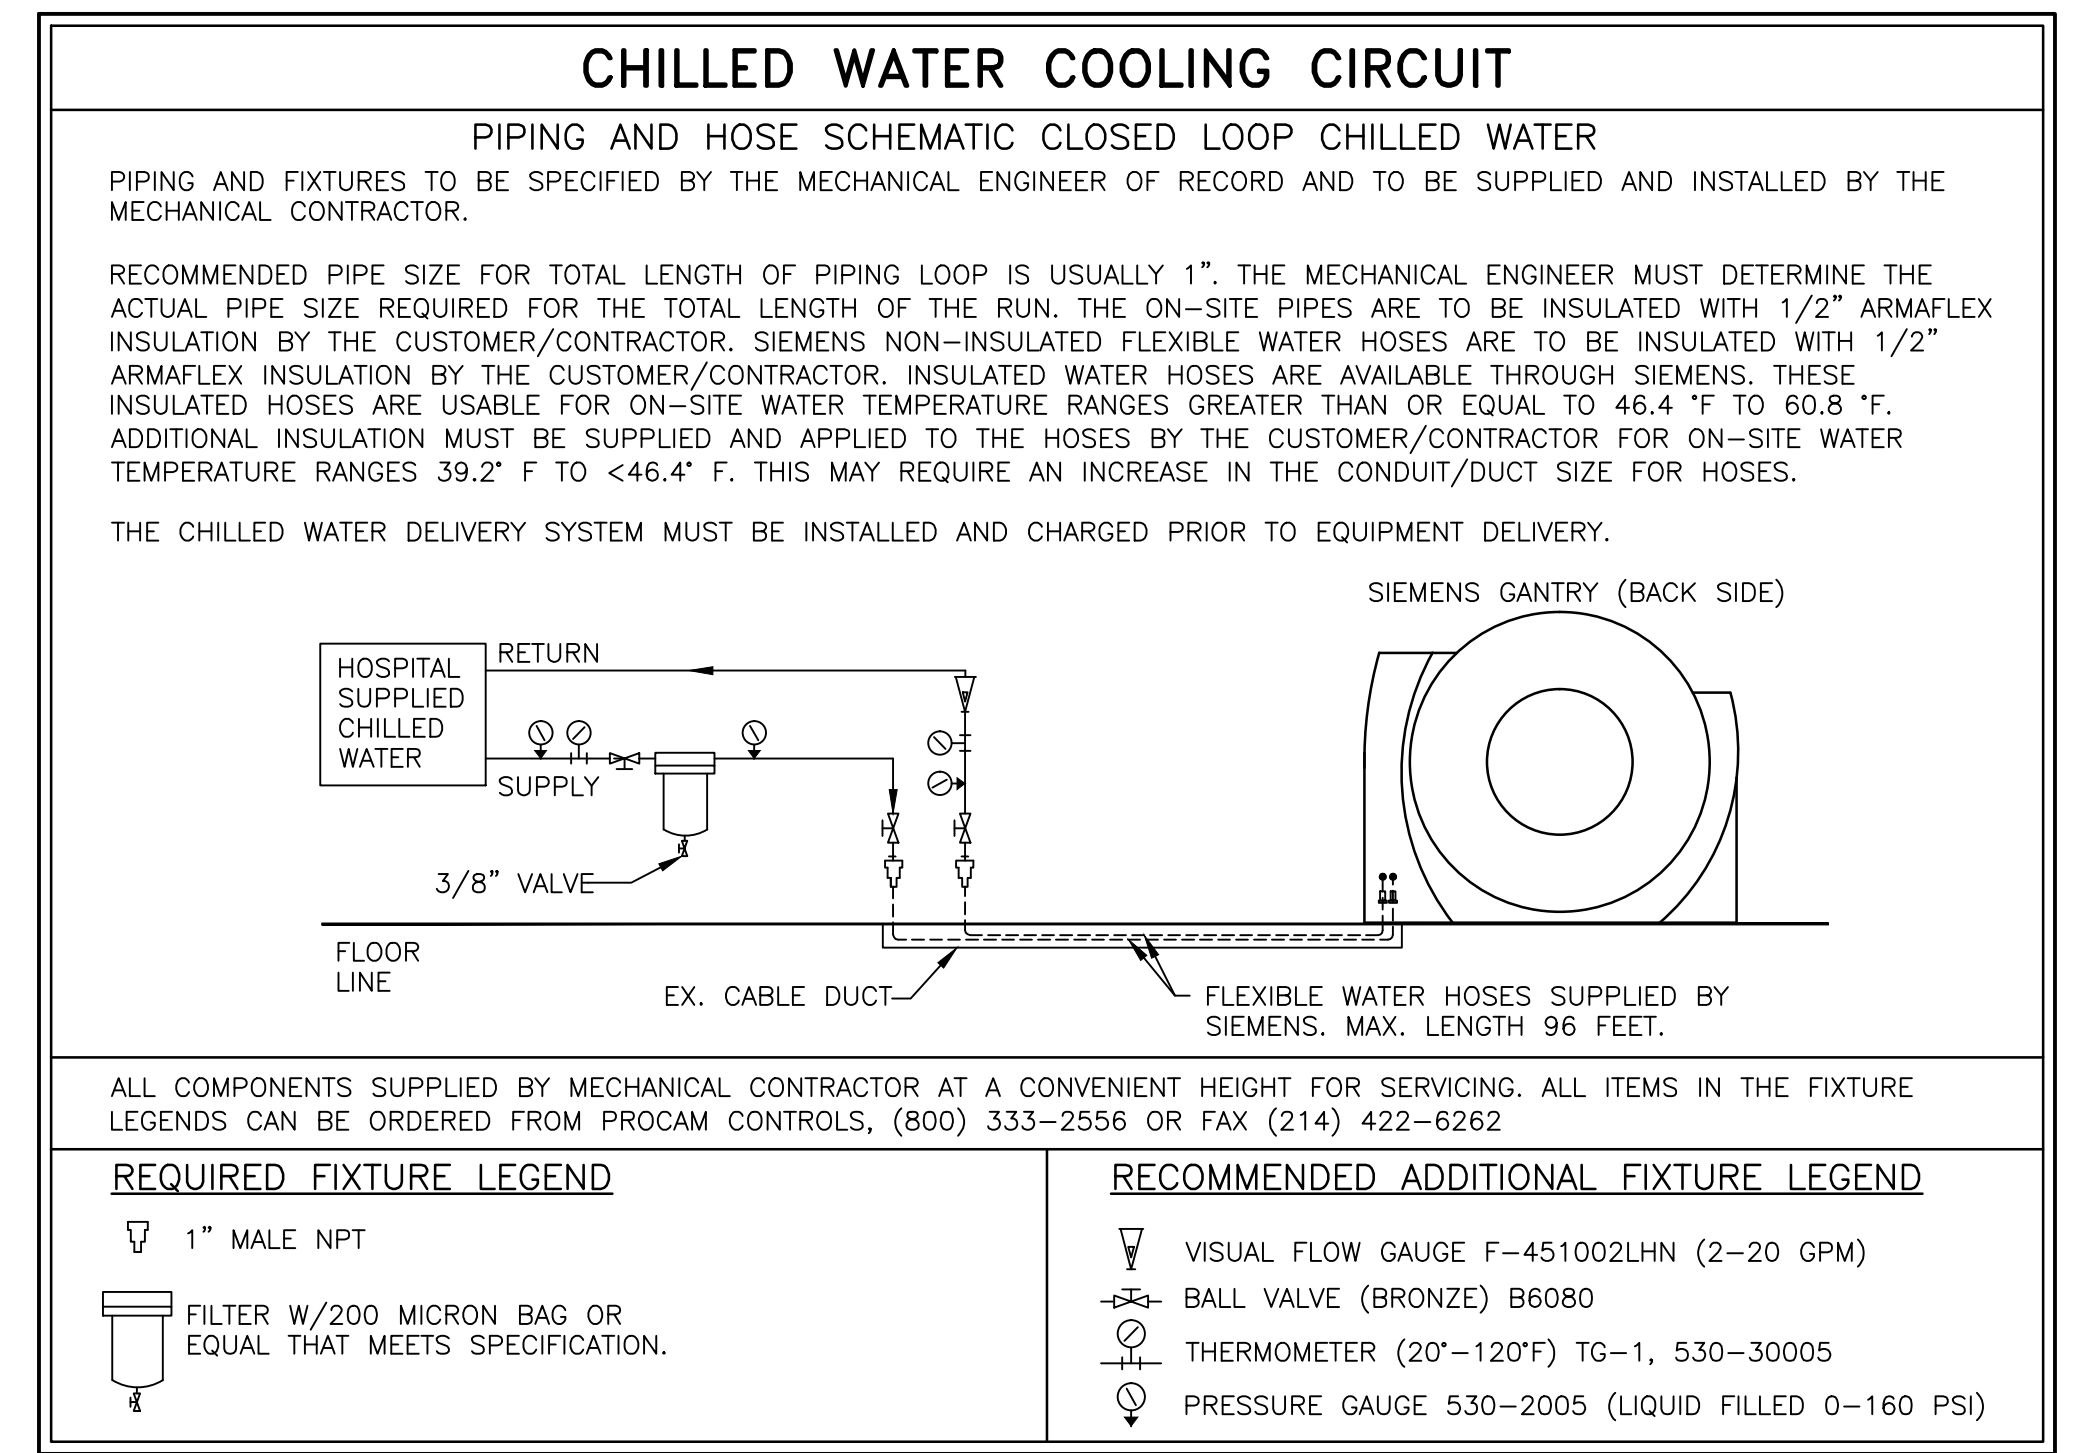 CHILLED WATER COOLING CIRCUIT
PIPING AND HOSE SCHEMATIC CLOSED LOOP CHILLED WATER
PIPING AND FIXTURES TO BE SPECIFIED BY THE MECHANICAL ENGINEER OF RECORD AND TO BE SUPPLIED AND INSTALLED BY THE
MECHANICAL CONTRACTOR.
RECOMMENDED PIPE SIZE FOR TOTAL LENGTH OF PIPING LOOP IS USUALLY 1". THE MECHANICAL ENGINEER MUST DETERMINE THE
ACTUAL PIPE SIZE REQUIRED FOR THE TOTAL LENGTH OF THE RUN. THE ON-SITE PIPES ARE TO BE INSULATED WITH 1/2" ARMAFLEX
INSULATION BY THE CUSTOMER/CONTRACTOR. SIEMENS NON-INSULATED FLEXIBLE WATER HOSES ARE TO BE INSULATED WITH 1/2"
ARMAFLEX INSULATION BY THE CUSTOMER/CONTRACTOR. INSULATED WATER HOSES ARE AVAILABLE THROUGH SIEMENS. THESE
INSULATED HOSES ARE USABLE FOR ON-SITE WATER TEMPERATURE RANGES GREATER THAN OR EQUAL TO 46.4 °F TO 60.8 °F.
ADDITIONAL INSULATION MUST BE SUPPLIED AND APPLIED TO THE HOSES BY THE CUSTOMER/CONTRACTOR FOR ON-SITE WATER
TEMPERATURE RANGES 39.2° F TO <46.4° F. THIS MAY REQUIRE AN INCREASE IN THE CONDUIT/DUCT SIZE FOR HOSES.
THE CHILLED WATER DELIVERY SYSTEM MUST BE INSTALLED AND CHARGED PRIOR TO EQUIPMENT DELIVERY.
SIEMENS GANTRY (BACK SIDE)
HOSPITAL
SUPPLIED
CHILLED
WATER
RETURN
SUPPLY
3/8" VALVE
FLOOR
LINE
EX. CABLE DUCT
FLEXIBLE WATER HOSES SUPPLIED BY
SIEMENS. MAX. LENGTH 96 FEET.
ALL COMPONENTS SUPPLIED BY MECHANICAL CONTRACTOR AT A CONVENIENT HEIGHT FOR SERVICING. ALL ITEMS IN THE FIXTURE
LEGENDS CAN BE ORDERED FROM PROCAM CONTROLS, (800) 333-2556 OR FAX (214) 422-6262
REQUIRED FIXTURE LEGEND
1" MALE NPT
FILTER W/200 MICRON BAG OR
EQUAL THAT MEETS SPECIFICATION.
RECOMMENDED ADDITIONAL FIXTURE LEGEND
VISUAL FLOW GAUGE F-451002LHN (2-20 GPM)
BALL VALVE (BRONZE) B6080
THERMOMETER (20°-120°F) TG-1, 530-30005
PRESSURE GAUGE 530-2005 (LIQUID FILLED 0-160 PSI)